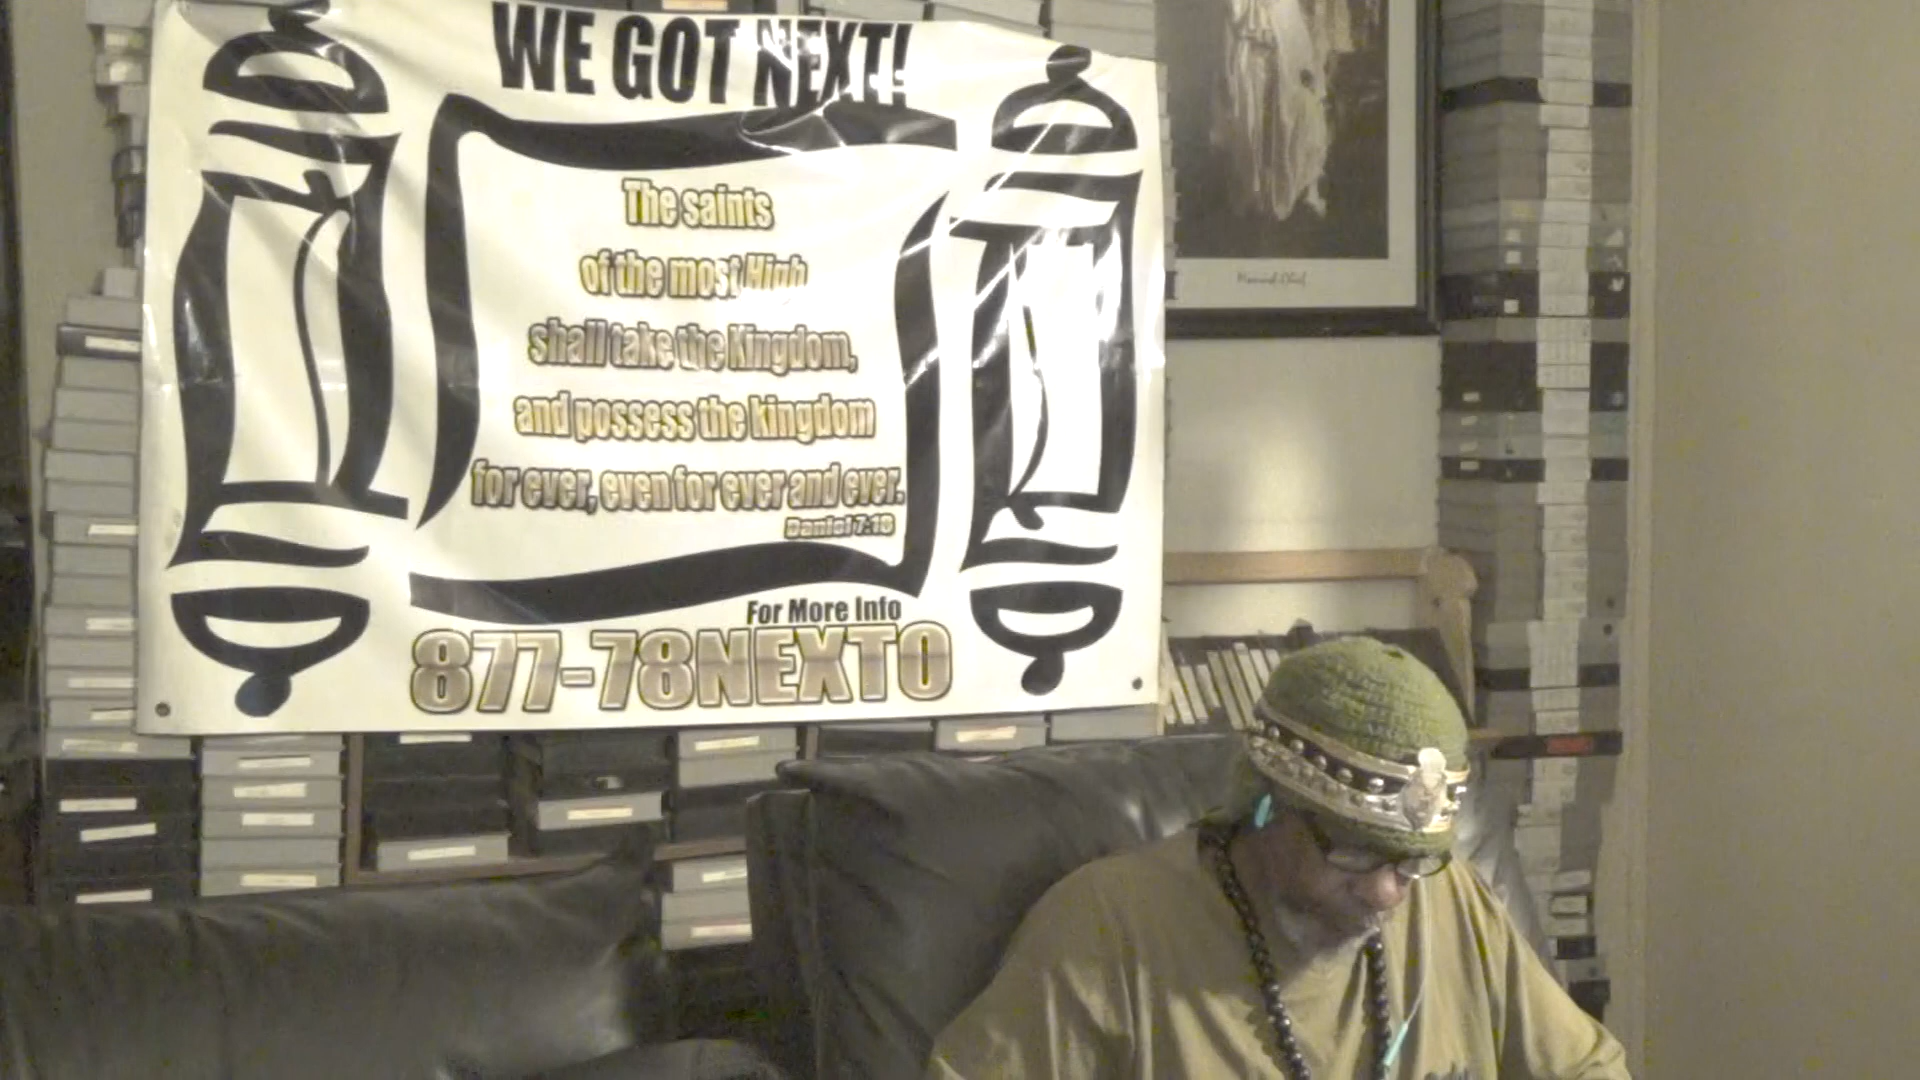 WE GOT NEXT!
The saints
of the most High
shall take the Kingdom,
and possess the kingdom
for ever, even for ever and ever.
Daniel 7:18
For More Info
877-78NEXT0